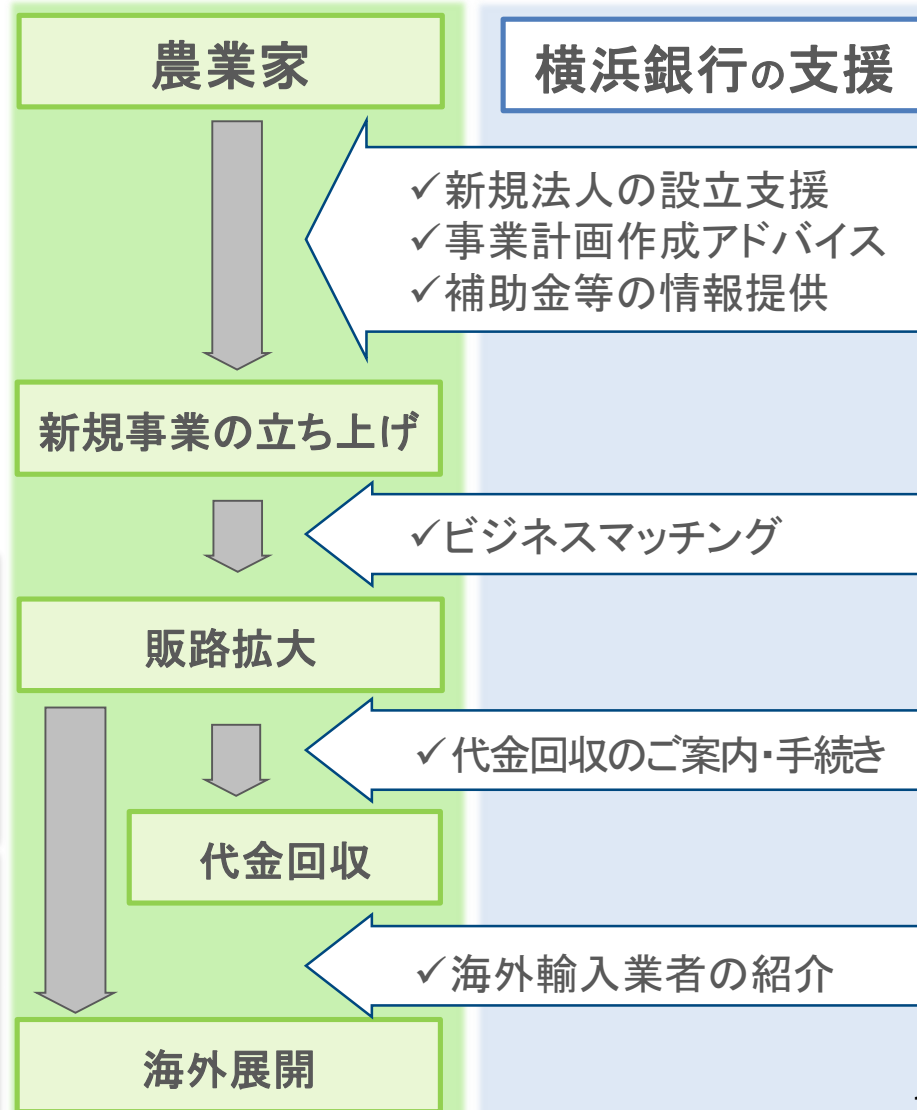 農業家
横浜銀行の支援
✓新規法人の設立支援
✓事業計画作成アドバイス
✓補助金等の情報提供
新規事業の立ち上げ
✓ビジネスマッチング
販路拡大
✓代金回収のご案内・手続き
代金回収
✓海外輸入業者の紹介
海外展開